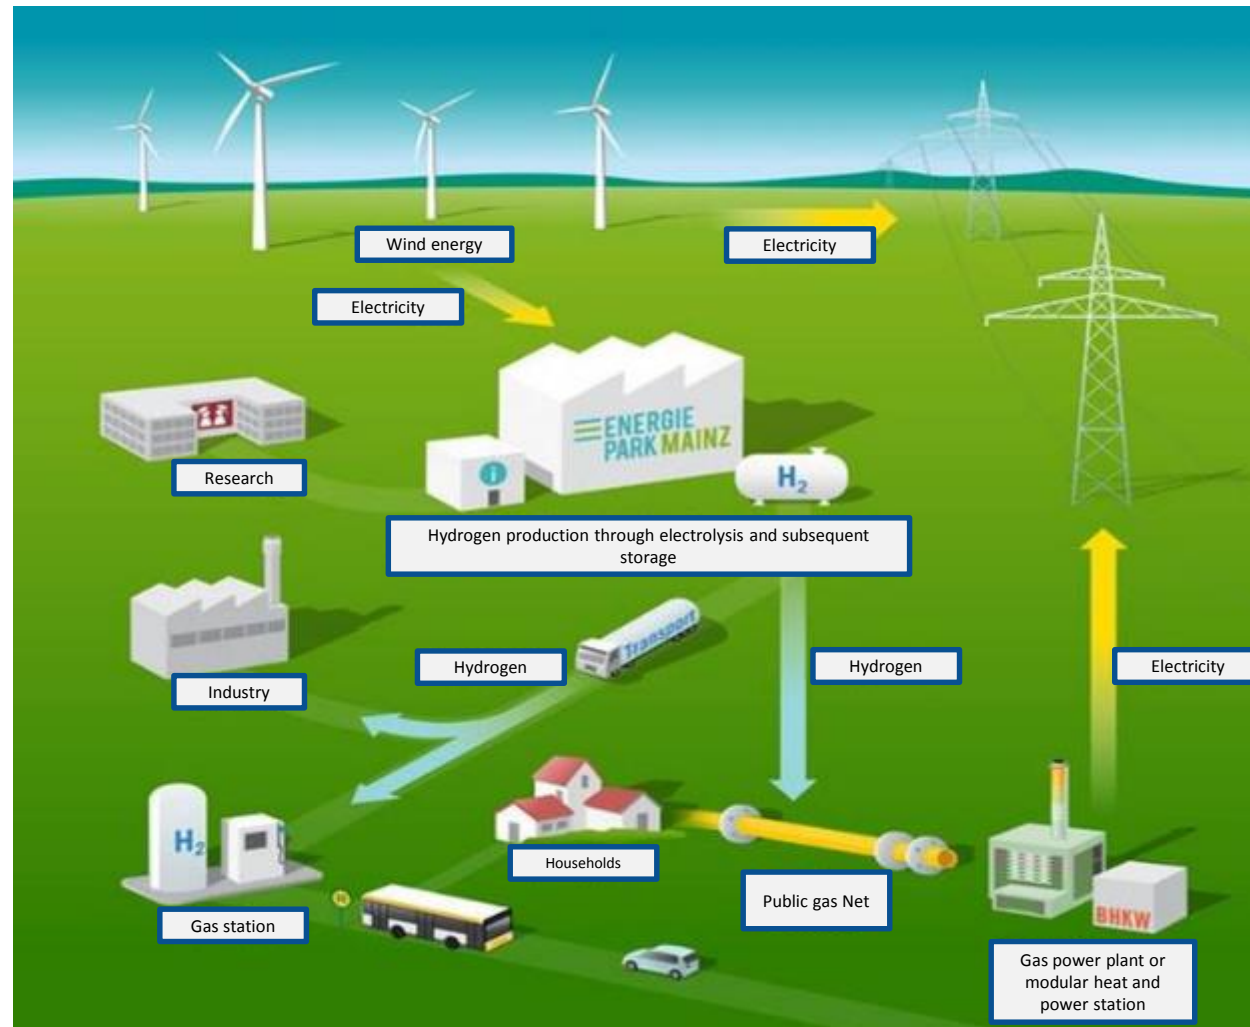 Wind energy
Electricity
Electricity
ENERGIE
PARK MAINZ
i
H2
Research
Hydrogen production through electrolysis and subsequent
storage
Transport
Hydrogen
Hydrogen
Electricity
Industry
H2
Households
Public gas Net
Gas station
H
BHKW
Gas power plant or
modular heat and
power station